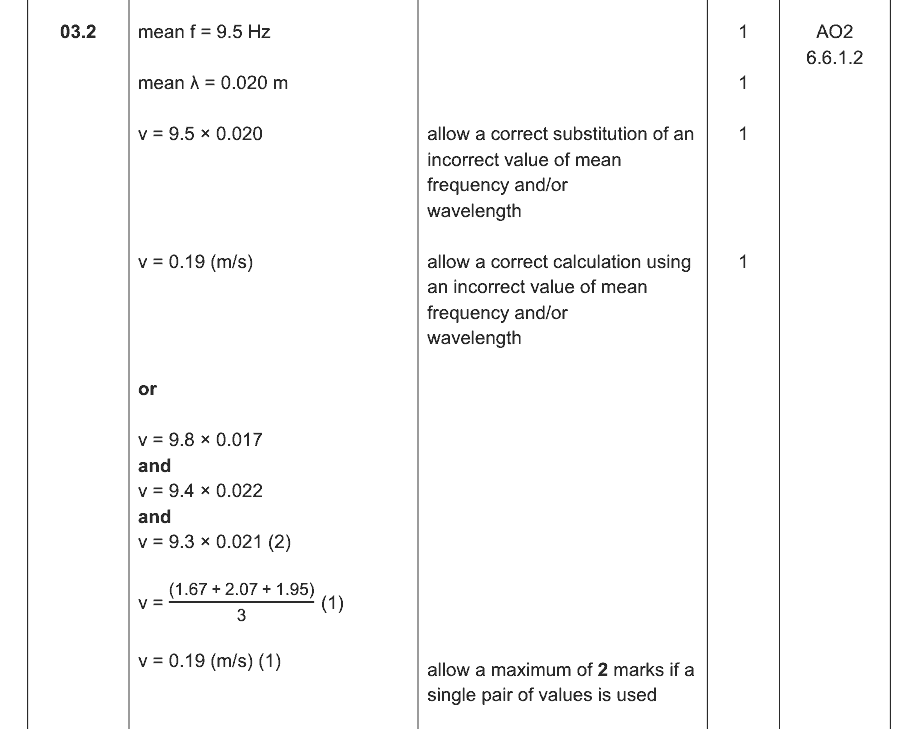 03.2 mean f = 9.5 Hz 1 AO2
6.6.1.2
mean λ = 0.020 m 1
v = 9.5 × 0.020 allow a correct substitution of an 1
incorrect value of mean
frequency and/or
wavelength
v = 0.19 (m/s) allow a correct calculation using 1
an incorrect value of mean
frequency and/or
wavelength
or
v = 9.8 × 0.017
and
v = 9.4 × 0.022
and
v = 9.3 × 0.021 (2)
v = (1.67 + 2.07 + 1.95) / 3 (1)
v = 0.19 (m/s) (1)
allow a maximum of 2 marks if a
single pair of values is used